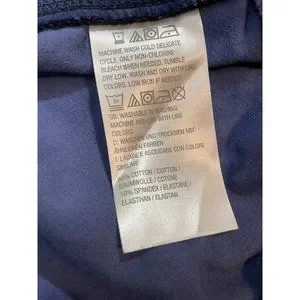 MACHINE WASH COLD DELICATE
CYCLE. ONLY NON-CHLORINE
BLEACH WHEN NEEDED. TUMBLE
DRY LOW. WASH AND DRY WITH LIKE
COLORS. LOW IRON IF NEEDED.
30
GB: WASHABLE IN WASHING
MACHINE AND DRY WITH LIKE
COLORS
D: WASCHEN UND TROCKNEN MIT
ÄHNLICHEN FARBEN
I: LAVARE E ASCIUGARE CON COLORI
SIMILARI
COTTON / COTTON /
BAUMWOLLE / COTONE
10% SPANDEX / ELASTANE /
ELASTHAN / ELASTAN